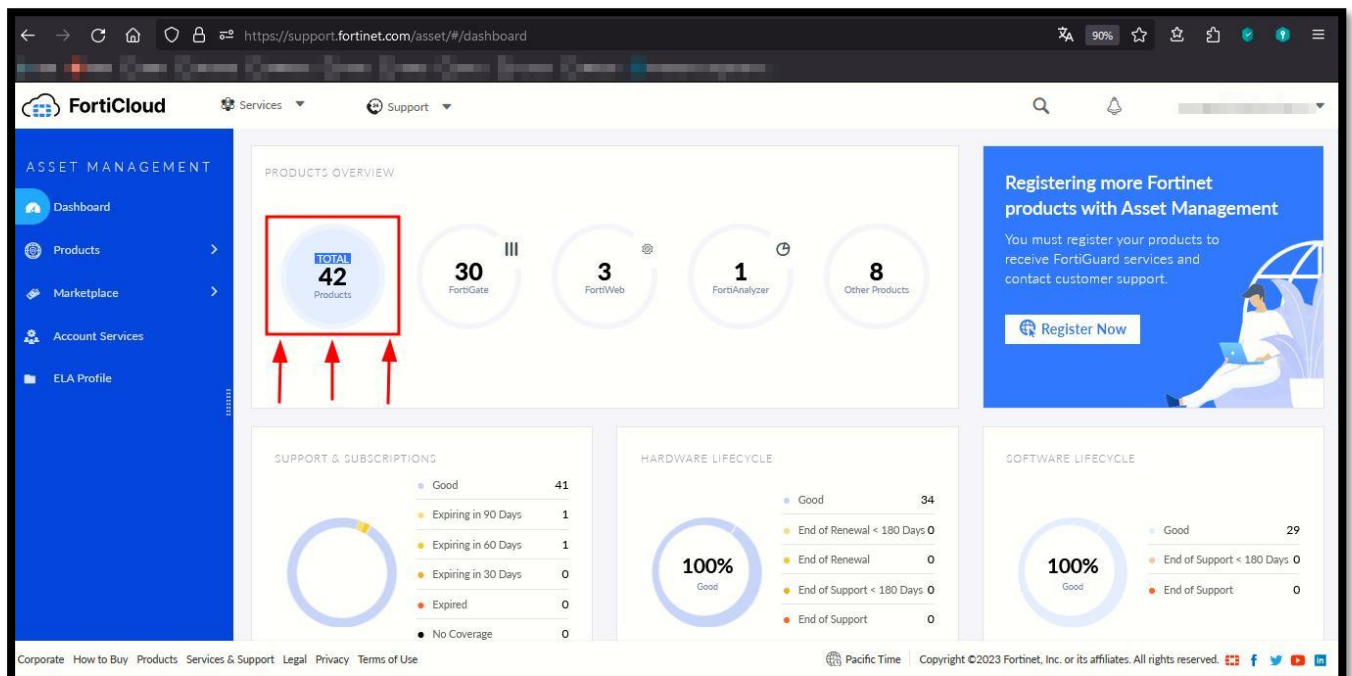 https://support.fortinet.com/asset/#/dashboard
90%
FortiCloud
Services
Support
ASSET MANAGEMENT
Dashboard
Products
Marketplace
Account Services
ELA Profile
PRODUCTS OVERVIEW
TOTAL
42
Products
30
FortiGate
3
FortiWeb
1
FortiAnalyzer
8
Other Products
Registering more Fortinet
products with Asset Management
You must register your products to
receive FortiGuard services and
contact customer support.
Register Now
SUPPORT & SUBSCRIPTIONS
Good 41
Expiring in 90 Days 1
Expiring in 60 Days 1
Expiring in 30 Days 0
Expired 0
No Coverage 0
HARDWARE LIFECYCLE
100%
Good
Good 34
End of Renewal < 180 Days 0
End of Renewal 0
End of Support < 180 Days 0
End of Support 0
SOFTWARE LIFECYCLE
100%
Good
Good 29
End of Support < 180 Days 0
End of Support 0
Corporate How to Buy Products Services & Support Legal Privacy Terms of Use
Pacific Time Copyright ©2023 Fortinet, Inc. or its affiliates. All rights reserved.